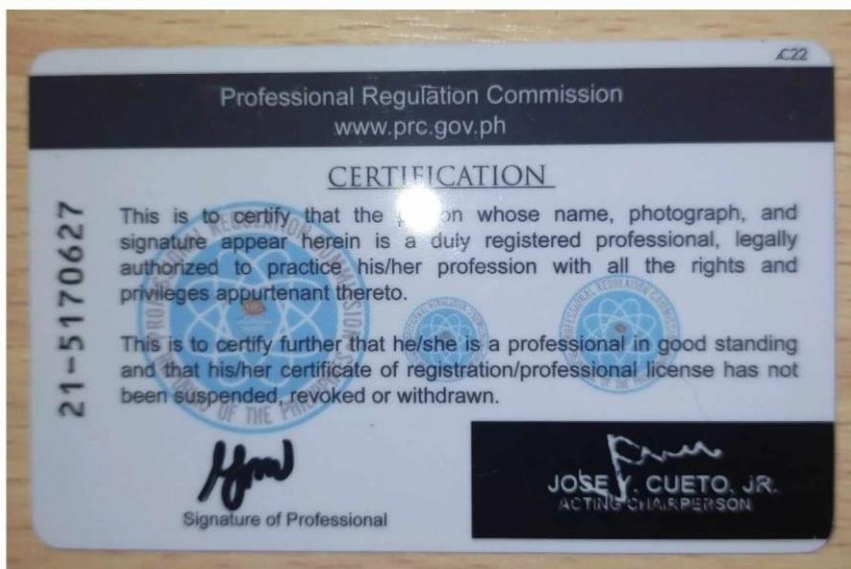 C22
Professional Regulation Commission
www.prc.gov.ph
CERTIFICATION
This is to certify that the whose name, photograph, and
signature appear herein is a duly registered professional, legally
authorized to practice his/her profession with all the rights and
privileges appurtenant thereto.
This is to certify further that he/she is a professional in good standing
and that his/her certificate of registration/professional license has not
been suspended, revoked or withdrawn.
21-5170627
Signature of Professional
JOSE Y. CUETO, JR.
ACTING CHAIRPERSON